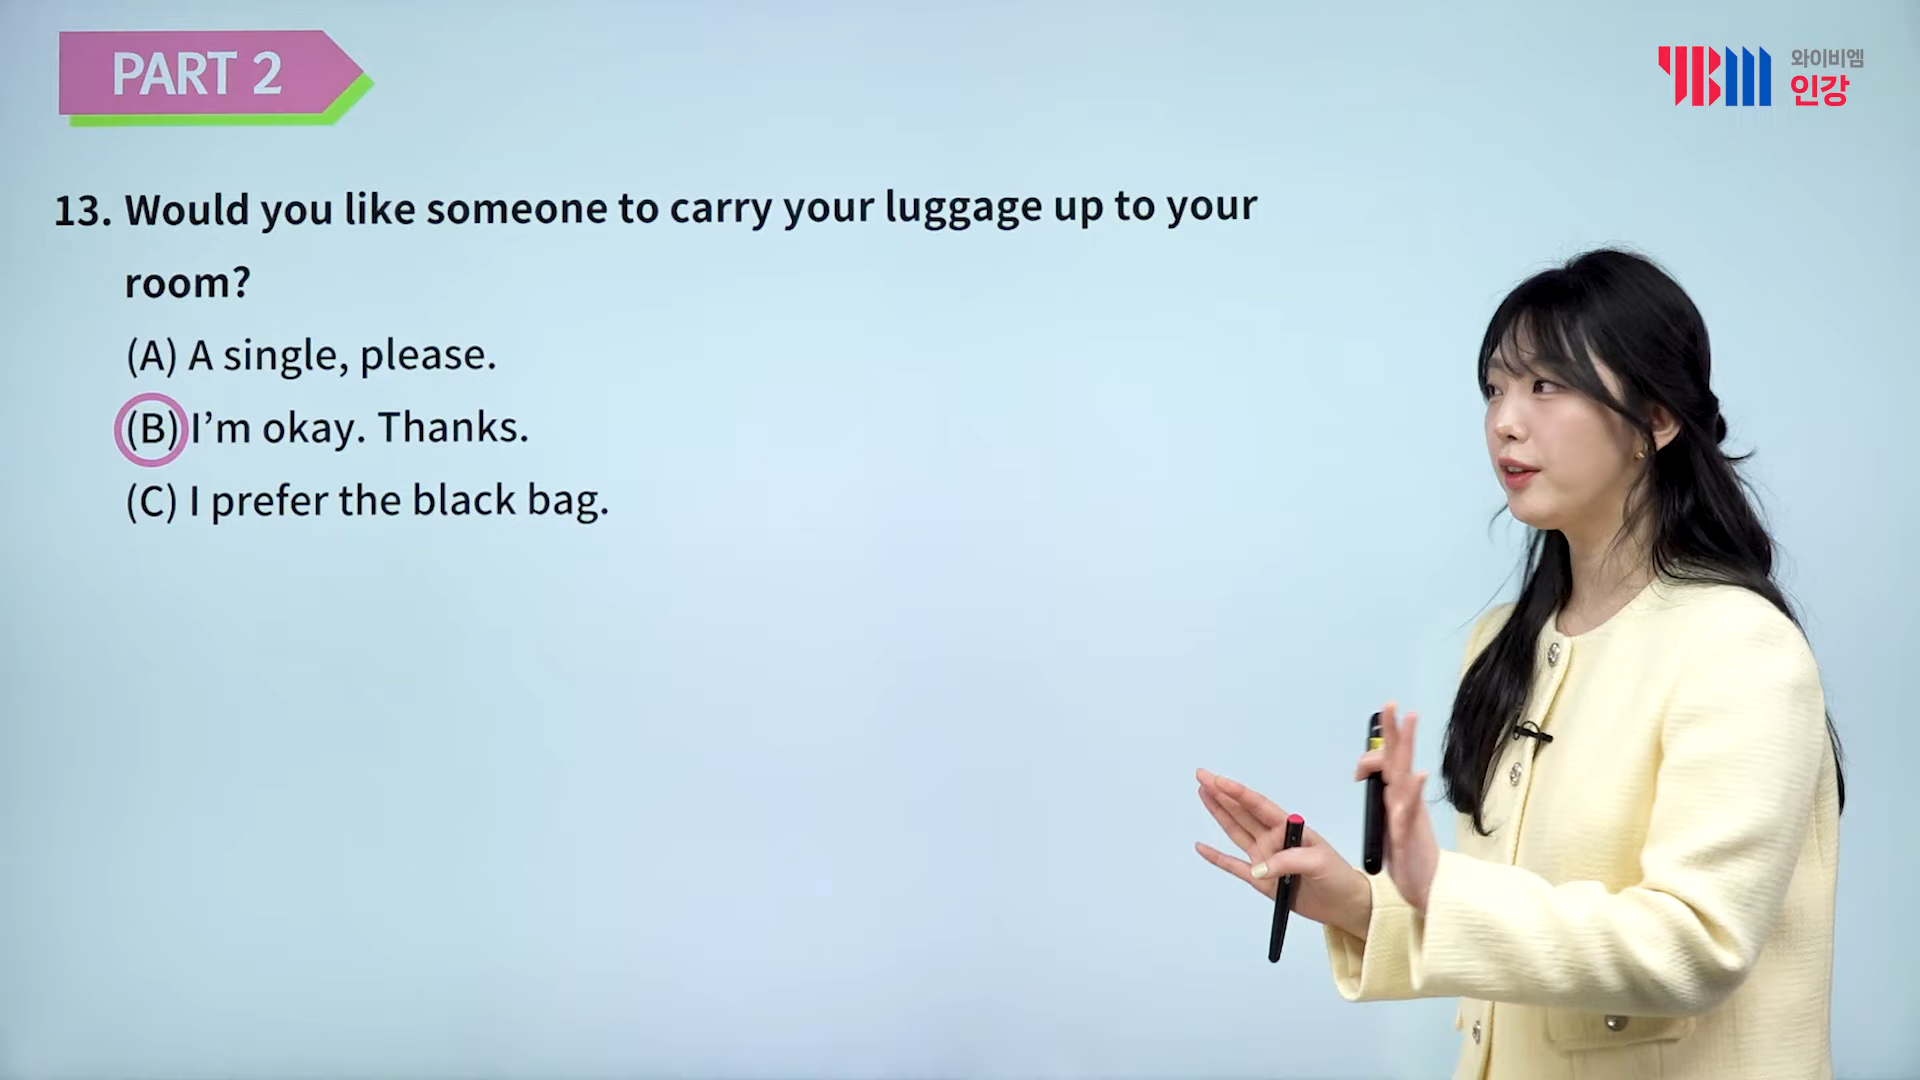 PART 2
YBM 와이비엠
인강
13. Would you like someone to carry your luggage up to your
room?
(A) A single, please.
(B) I’m okay. Thanks.
(C) I prefer the black bag.